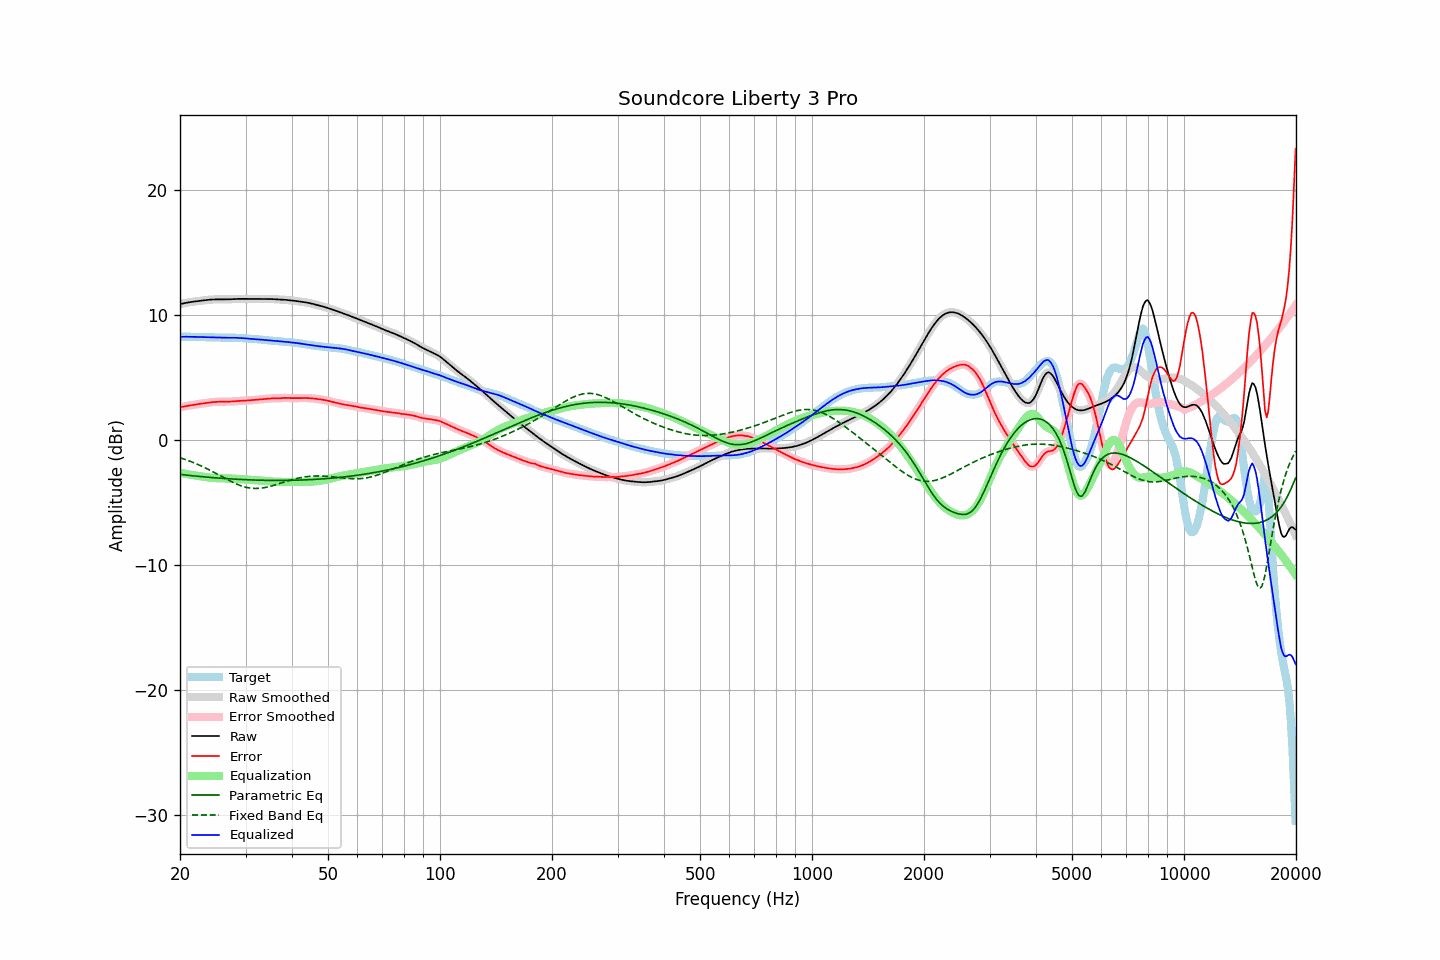 Soundcore Liberty 3 Pro
Amplitude (dBr)
20
10
0
−10
−20
−30
Target
Raw Smoothed
Error Smoothed
Raw
Error
Equalization
Parametric Eq
Fixed Band Eq
Equalized
20 50 100 200 500 1000 2000 5000 10000 20000
Frequency (Hz)